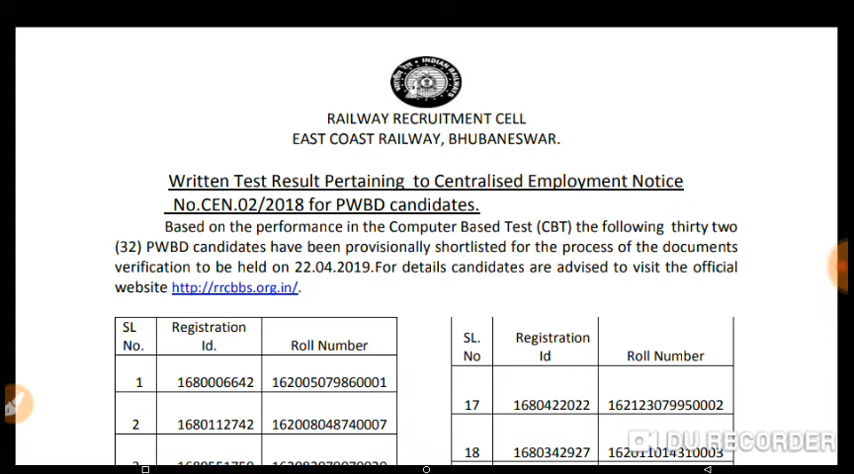 INDIAN RAILWAYS
RAILWAY RECRUITMENT CELL
EAST COAST RAILWAY, BHUBANESWAR.
Written Test Result Pertaining to Centralised Employment Notice
No.CEN.02/2018 for PWBD candidates.
Based on the performance in the Computer Based Test (CBT) the following thirty two
(32) PWBD candidates have been provisionally shortlisted for the process of the documents
verification to be held on 22.04.2019.For details candidates are advised to visit the official
website http://rrcbbs.org.in/.
SL No. Registration Id. Roll Number
1 1680006642 162005079860001
2 1680112742 162008048740007
SL. No Registration Id Roll Number
17 1680422022 162123079950002
18 1680342927 162011014310003
DU RECORDER